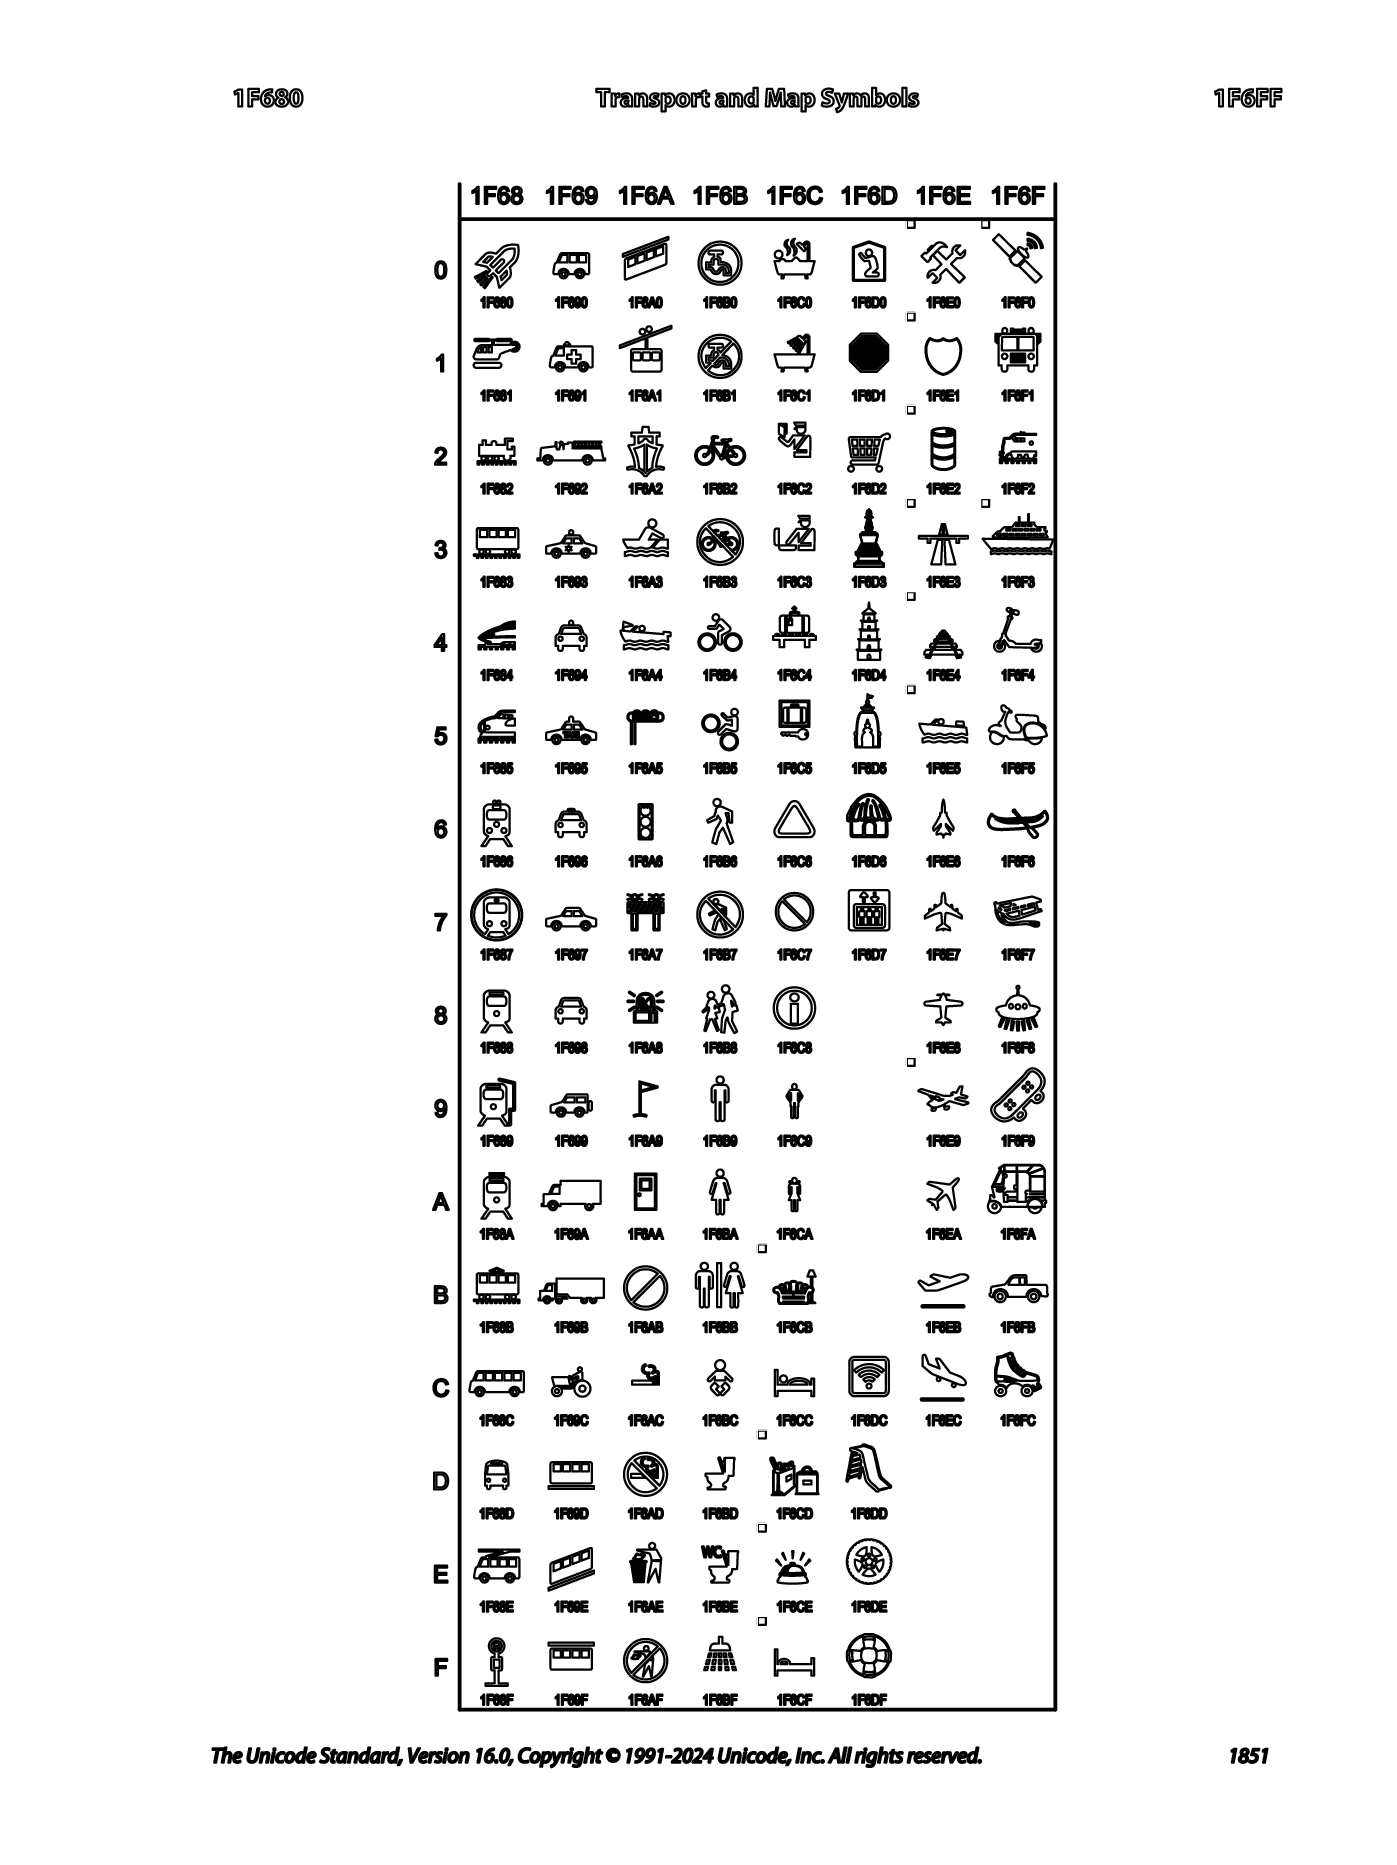 1F680 Transport and Map Symbols 1F6FF
1F68 1F69 1F6A 1F6B 1F6C 1F6D 1F6E 1F6F
0
1F680 1F690 1F6A0 1F6B0 1F6C0 1F6D0 1F6E0 1F6F0
1
1F681 1F691 1F6A1 1F6B1 1F6C1 1F6D1 1F6E1 1F6F1
2
1F682 1F692 1F6A2 1F6B2 1F6C2 1F6D2 1F6E2 1F6F2
3
1F683 1F693 1F6A3 1F6B3 1F6C3 1F6D3 1F6E3 1F6F3
4
1F684 1F694 1F6A4 1F6B4 1F6C4 1F6D4 1F6E4 1F6F4
5
TAXI
1F685 1F695 1F6A5 1F6B5 1F6C5 1F6D5 1F6E5 1F6F5
6
1F686 1F696 1F6A6 1F6B6 1F6C6 1F6D6 1F6E6 1F6F6
7
1F687 1F697 1F6A7 1F6B7 1F6C7 1F6D7 1F6E7 1F6F7
8
1F688 1F698 1F6A8 1F6B8 1F6C8 1F6E8 1F6F8
9
1F689 1F699 1F6A9 1F6B9 1F6C9 1F6E9 1F6F9
A
1F68A 1F69A 1F6AA 1F6BA 1F6CA 1F6EA 1F6FA
B
1F68B 1F69B 1F6AB 1F6BB 1F6CB 1F6EB 1F6FB
C
1F68C 1F69C 1F6AC 1F6BC 1F6CC 1F6DC 1F6EC 1F6FC
D
1F68D 1F69D 1F6AD 1F6BD 1F6CD 1F6DD
E
WC
1F68E 1F69E 1F6AE 1F6BE 1F6CE 1F6DE
F
1F68F 1F69F 1F6AF 1F6BF 1F6CF 1F6DF
The Unicode Standard, Version 16.0, Copyright © 1991-2024 Unicode, Inc. All rights reserved. 1851